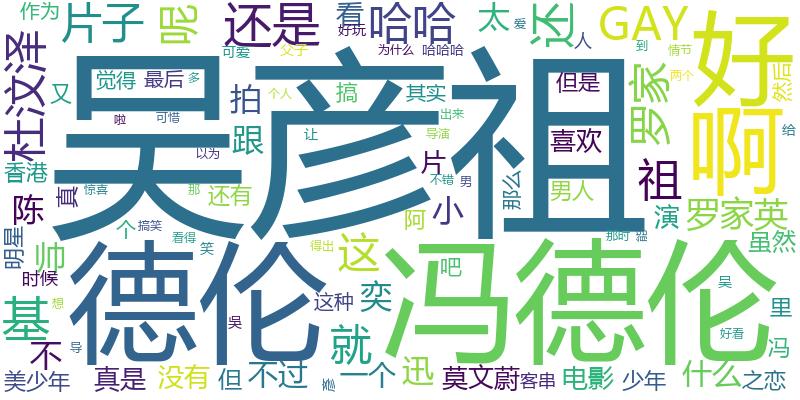 作为
片子
呢
还是
看
哈哈
好玩
太
爱
还
人
GAY
到
好
杜汶泽
吴彦祖
可爱
父子
为什么
哈哈哈
情节
两个
罗家
然后
觉得
最后
多
又
拍
搞
其实
但是
啊
给
啦
可惜
个人
出来
喜欢
香港
真
以为
跟
让
导演
片
不错
男
祖
陈
惊喜
那
还有
阿
小
那么
男人
演
罗家英
明星
帅
个
搞笑
看得
笑
得出
这
那时
虽然
德伦
冯德伦
时候
想
吴
这种
奕
吧
昊
里
基
不
导
就
好看
冯
美少年
真是
没有
但
不过
彦
一个
迅
莫文蔚
客串
电影
少年
什么
之恋